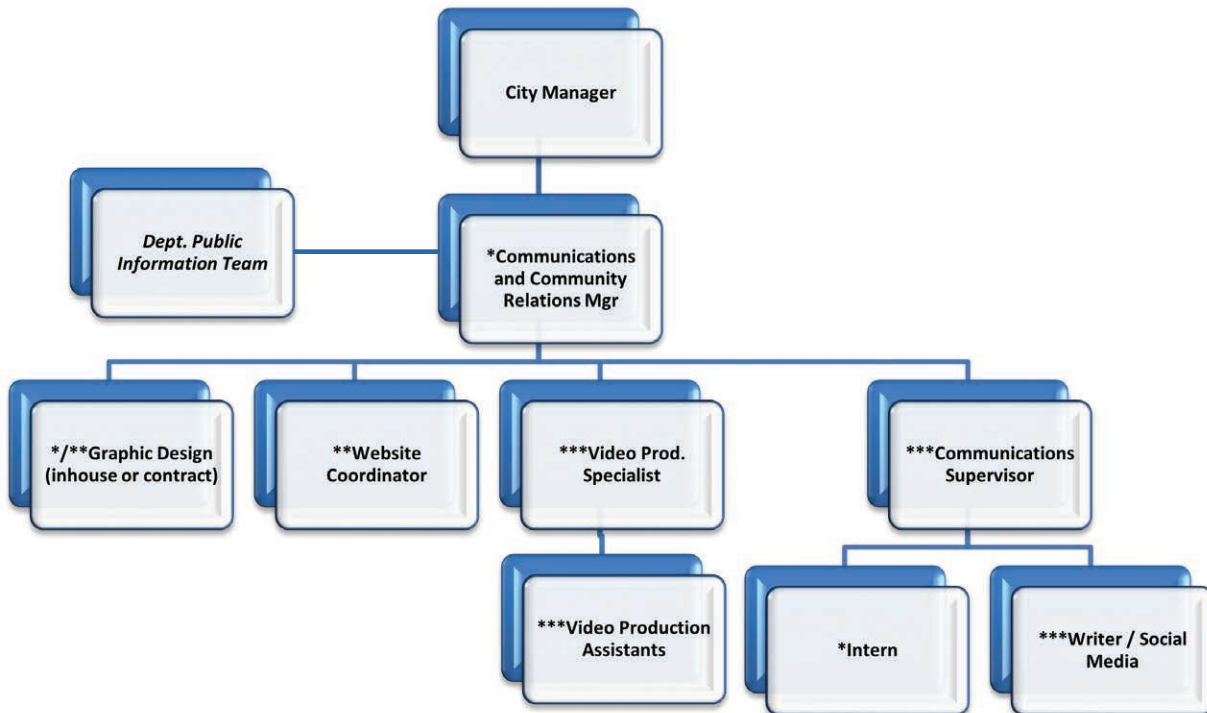 City Manager
Dept. Public
Information Team
*Communications
and Community
Relations Mgr
*/**Graphic Design
(inhouse or contract)
**Website
Coordinator
***Video Prod.
Specialist
***Communications
Supervisor
***Video Production
Assistants
*Intern
***Writer / Social
Media